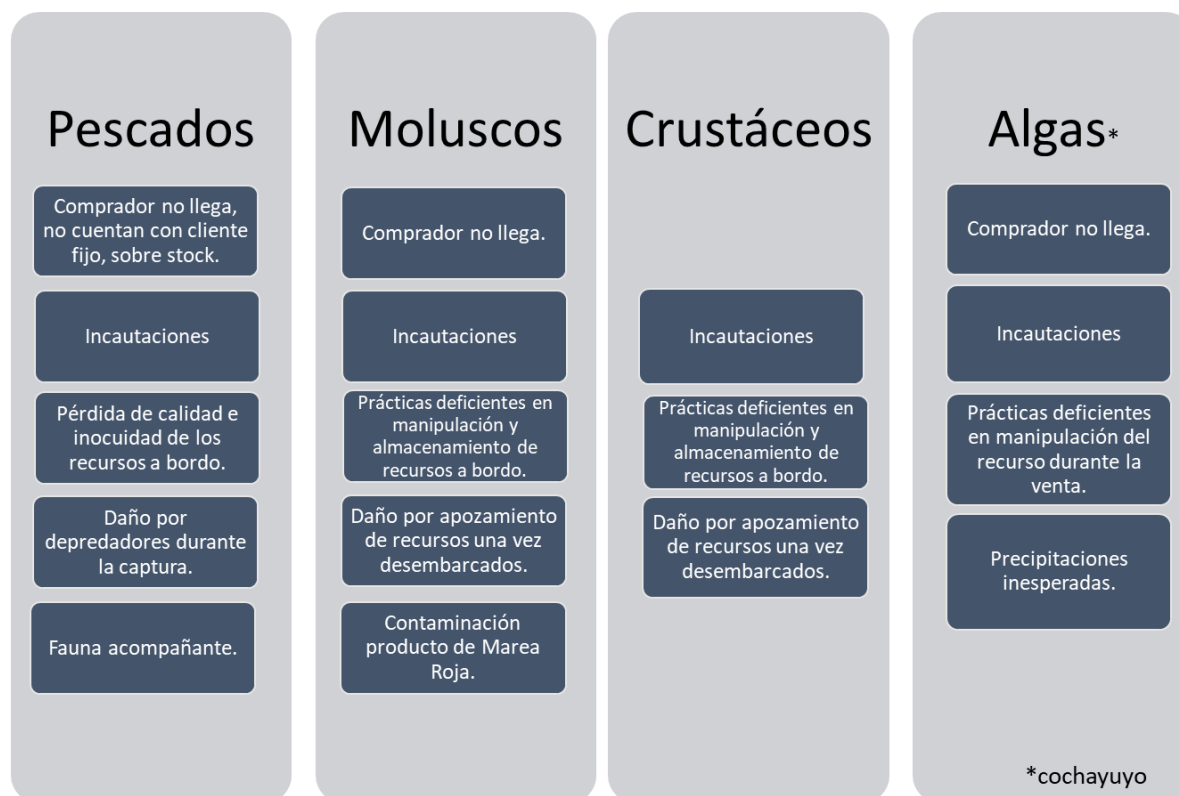 Pescados
Comprador no llega,
no cuentan con cliente
fijo, sobre stock.
Incautaciones
Pérdida de calidad e
inocuidad de los
recursos a bordo.
Daño por
depredadores durante
la captura.
Fauna acompañante.
Moluscos
Comprador no llega.
Incautaciones
Prácticas deficientes en
manipulación y
almacenamiento de
recursos a bordo.
Daño por apozamiento
de recursos una vez
desembarcados.
Contaminación
producto de Marea
Roja.
Crustáceos
Incautaciones
Prácticas deficientes en
manipulación y
almacenamiento de
recursos a bordo.
Daño por apozamiento
de recursos una vez
desembarcados.
Algas*
Comprador no llega.
Incautaciones
Prácticas deficientes
en manipulación del
recurso durante la
venta.
Precipitaciones
inesperadas.
*cochayuyo